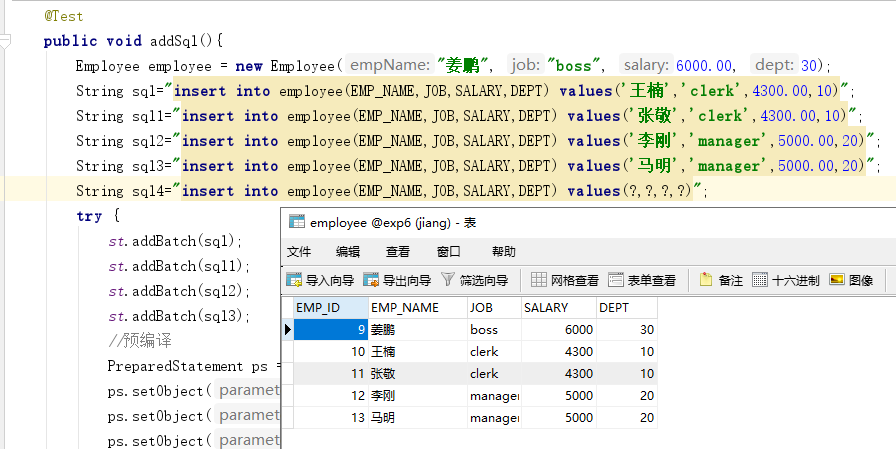 @Test
public void addSql(){
Employee employee = new Employee( empName: "姜鹏", job: "boss", salary: 6000.00, dept: 30);
String sql="insert into employee(EMP_NAME,JOB,SALARY,DEPT) values('王楠','clerk',4300.00,10)";
String sql1="insert into employee(EMP_NAME,JOB,SALARY,DEPT) values('张敬','clerk',4300.00,10)";
String sql2="insert into employee(EMP_NAME,JOB,SALARY,DEPT) values('李刚','manager',5000.00,20)";
String sql3="insert into employee(EMP_NAME,JOB,SALARY,DEPT) values('马明','manager',5000.00,20)";
String sql4="insert into employee(EMP_NAME,JOB,SALARY,DEPT) values(?,?,?,?)";
try {
st.addBatch(sql);
st.addBatch(sql1);
st.addBatch(sql2);
st.addBatch(sql3);
//预编译
PreparedStatement ps =
ps.setObject( paramet
ps.setObject( paramet
ps.setObject( paramet
employee @exp6 (jiang) - 表
文件 编辑 查看 窗口 帮助
导入向导 导出向导 筛选向导 网格查看 表单查看 备注 十六进制 图像
EMP_ID EMP_NAME JOB SALARY DEPT
9 姜鹏 boss 6000 30
10 王楠 clerk 4300 10
11 张敬 clerk 4300 10
12 李刚 manager 5000 20
13 马明 manager 5000 20